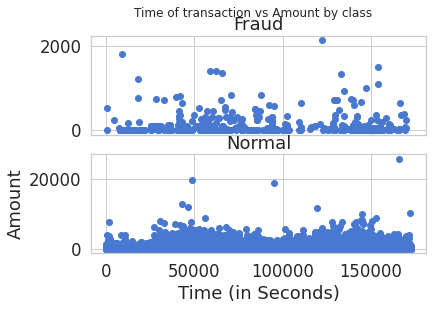 Time of transaction vs Amount by class
Fraud
2000
0
Normal
20000
0
Amount
0 50000 100000 150000
Time (in Seconds)